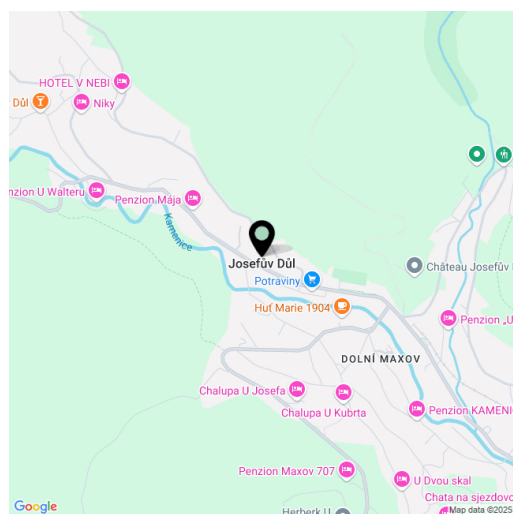 HOTEL V NEBI
Důl
Niky
nzion U Walteru
Penzion Mája
Kamenice
Josefův Důl
Potraviny
Château Josefův
Huť Marie 1904
Penzion „U
DOLNÍ MAXOV
Chalupa U Josefa
Chalupa U Kubrta
Penzion KAMENI
Penzion Maxov 707
U Dvou skal
Chata na sjezdovc
Herberk U
Google
Map data ©2025